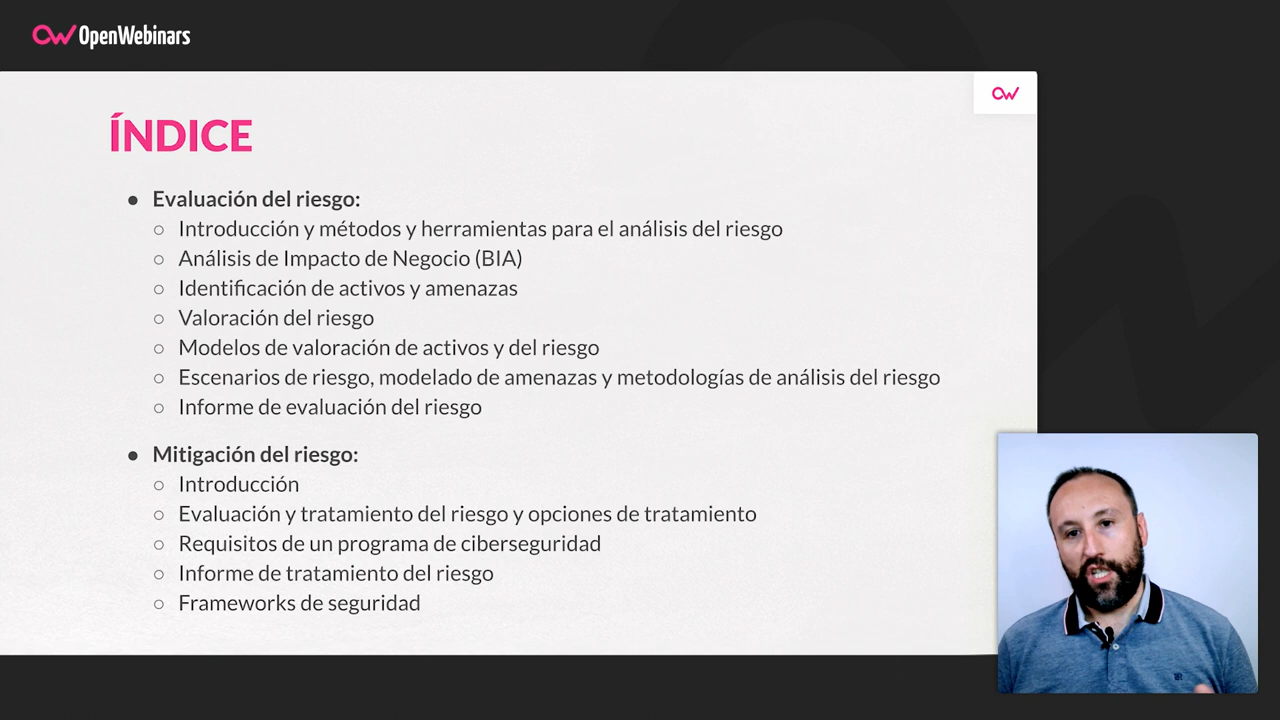 OpenWebinars
ÍNDICE
● Evaluación del riesgo:
○ Introducción y métodos y herramientas para el análisis del riesgo
○ Análisis de Impacto de Negocio (BIA)
○ Identificación de activos y amenazas
○ Valoración del riesgo
○ Modelos de valoración de activos y del riesgo
○ Escenarios de riesgo, modelado de amenazas y metodologías de análisis del riesgo
○ Informe de evaluación del riesgo
● Mitigación del riesgo:
○ Introducción
○ Evaluación y tratamiento del riesgo y opciones de tratamiento
○ Requisitos de un programa de ciberseguridad
○ Informe de tratamiento del riesgo
○ Frameworks de seguridad